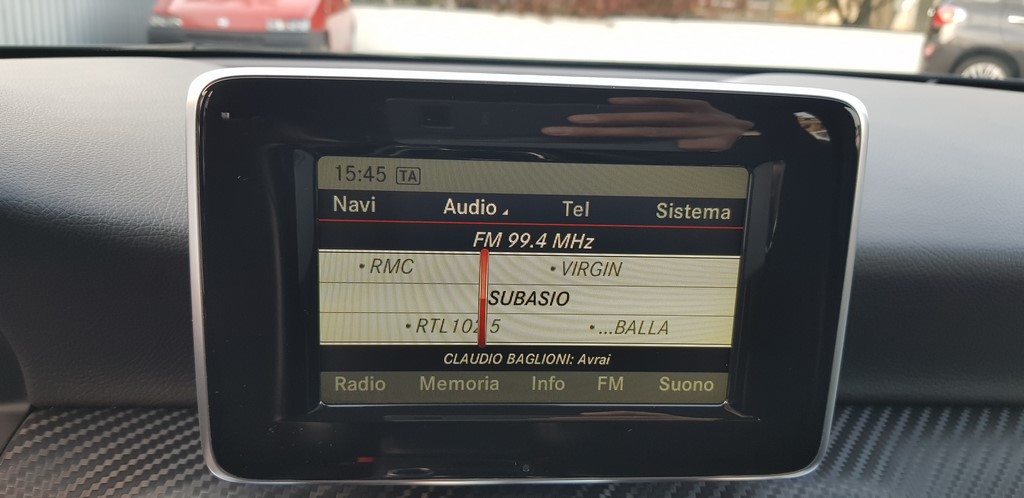 15:45 TA
Navi Audio Tel Sistema
FM 99.4 MHz
• RMC • VIRGIN
SUBASIO
• RTL102.5 • ...BALLA
CLAUDIO BAGLIONI: Avrai
Radio Memoria Info FM Suono